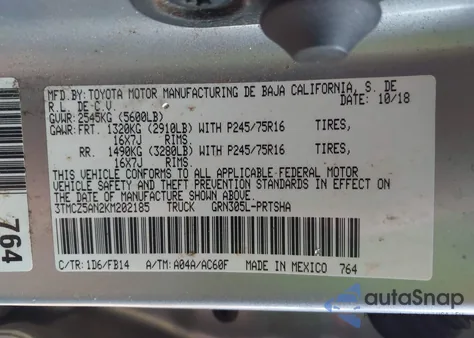 MFD.BY:TOYOTA MOTOR MANUFACTURING DE BAJA CALIFORNIA, S. DE
R.L. DE C.V. DATE: 10/18
GVWR:2545KG (5600LB)
GAWR:FRT. 1320KG (2910LB) WITH P245/75R16 TIRES,
16X7J RIMS.
RR. 1490KG (3280LB) WITH P245/75R16 TIRES,
16X7J RIMS.
THIS VEHICLE CONFORMS TO ALL APPLICABLE FEDERAL MOTOR
VEHICLE SAFETY AND THEFT PREVENTION STANDARDS IN EFFECT ON
THE DATE OF MANUFACTURE SHOWN ABOVE.
3TMCZ5AN2KM202185 TRUCK GRN305L-PRTSHA
C/TR: 1D6/FB14 A/TM: A04A/AC60F MADE IN MEXICO 764
764
autoSnap